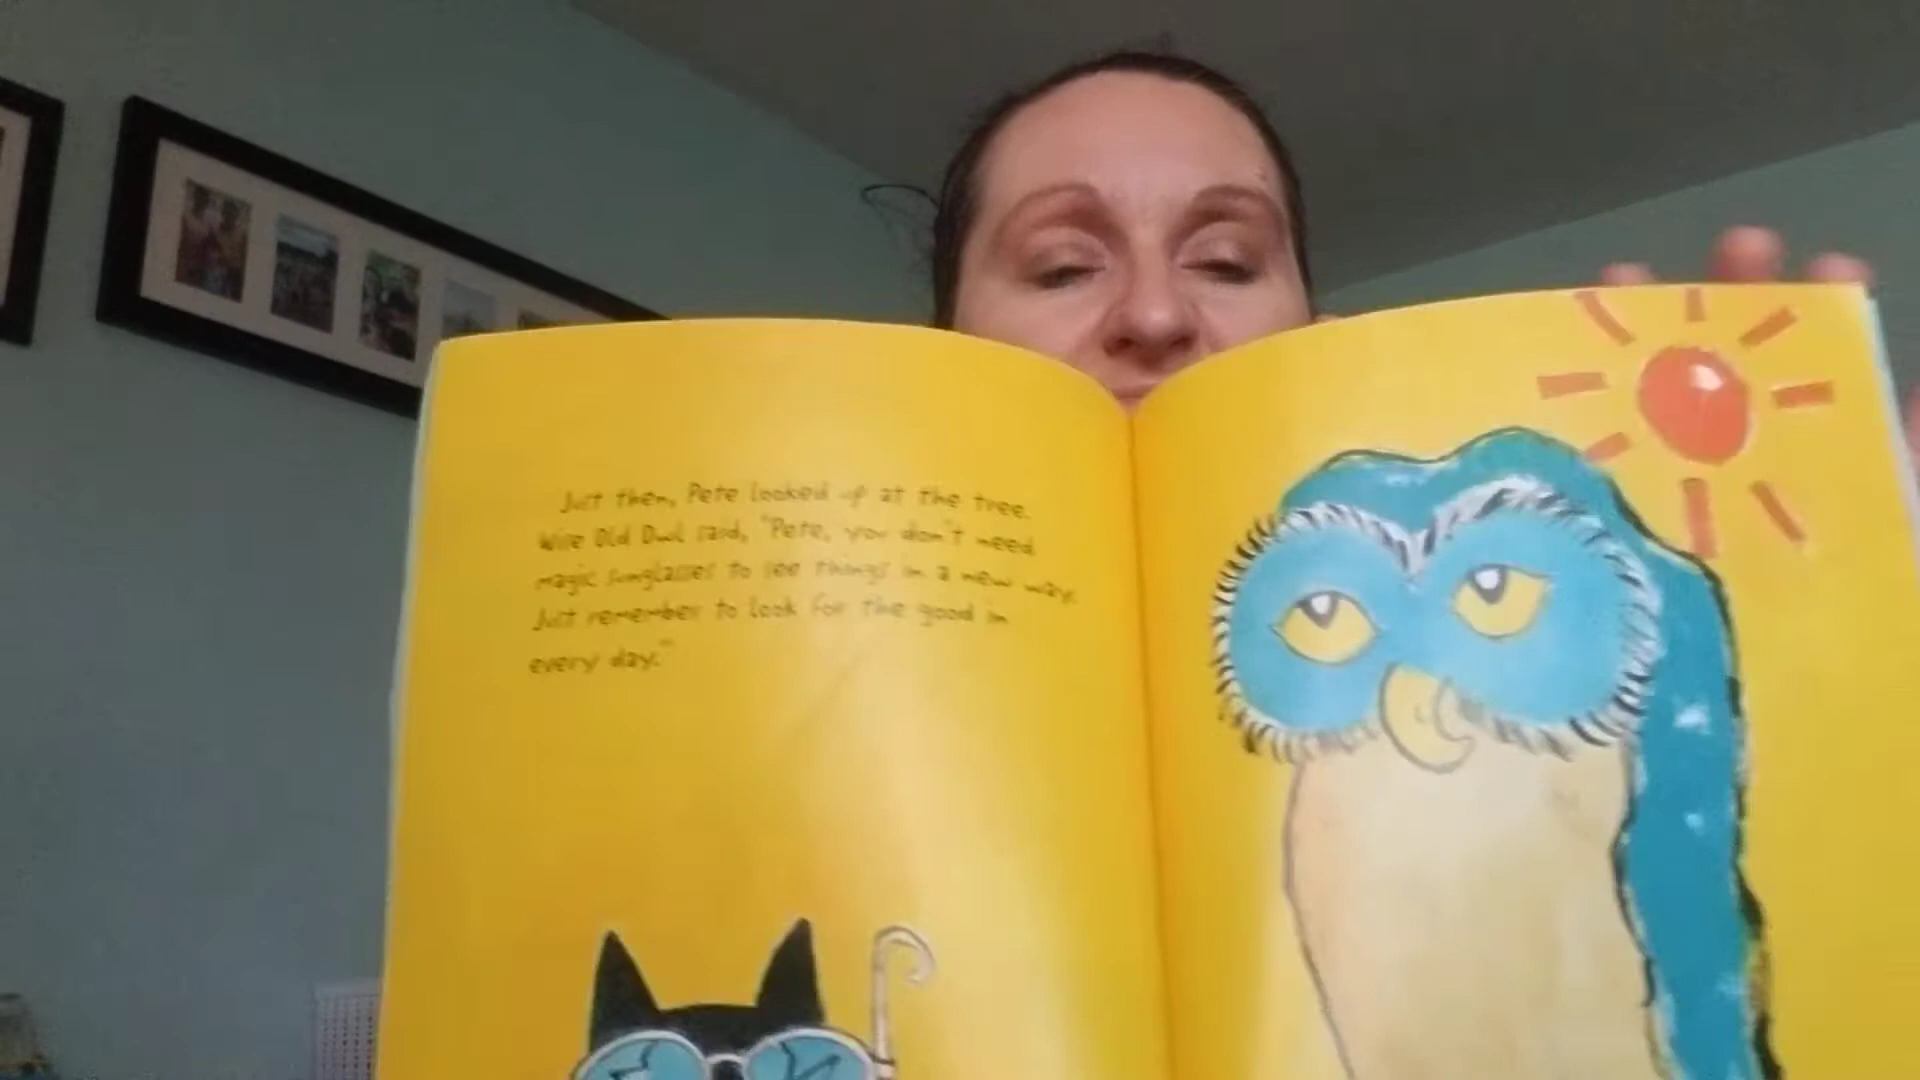 Just then, Pete looked up at the tree.
Wise Old Owl said, "Pete, you don't need
magic sunglasses to see things in a new way.
Just remember to look for the good in
every day."